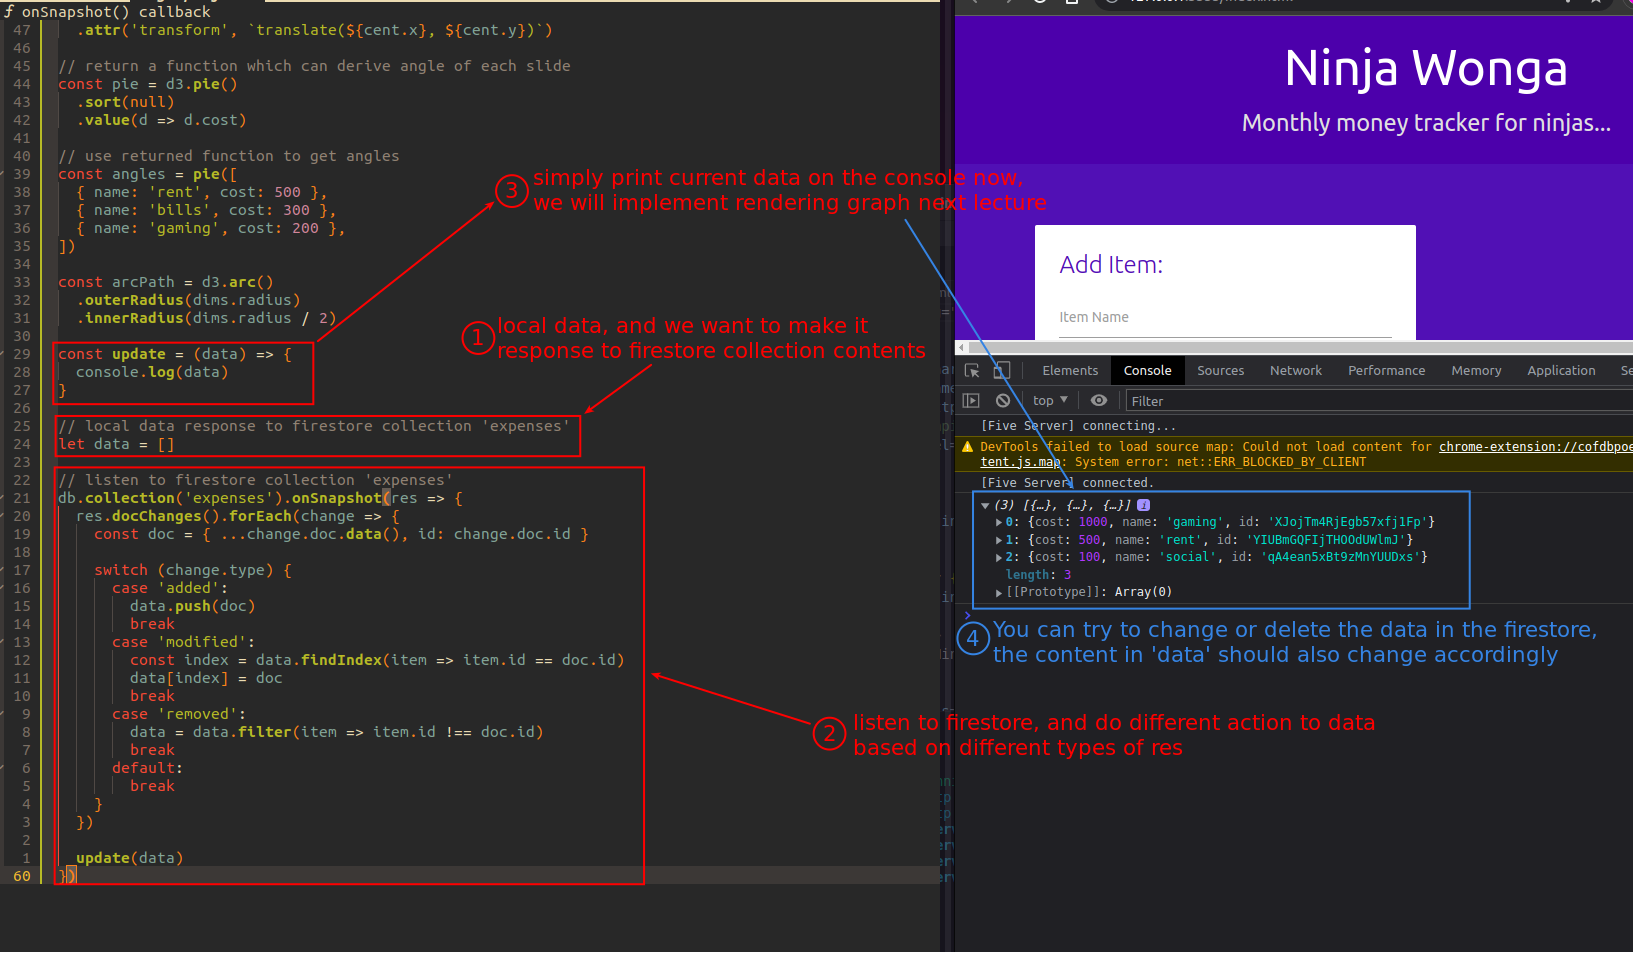 ƒ onSnapshot() callback
47 .attr('transform', `translate(${cent.x}, ${cent.y})`)
46
45 // return a function which can derive angle of each slide
44 const pie = d3.pie()
43 .sort(null)
42 .value(d => d.cost)
41
40 // use returned function to get angles
39 const angles = pie([
38 { name: 'rent', cost: 500 },
37 { name: 'bills', cost: 300 },
36 { name: 'gaming', cost: 200 },
35 ])
34
33 const arcPath = d3.arc()
32 .outerRadius(dims.radius)
31 .innerRadius(dims.radius / 2)
30
29 const update = (data) => {
28 console.log(data)
27 }
26
25 // local data response to firestore collection 'expenses'
24 let data = []
23
22 // listen to firestore collection 'expenses'
21 db.collection('expenses').onSnapshot(res => {
20 res.docChanges().forEach(change => {
19 const doc = { ...change.doc.data(), id: change.doc.id }
18
17 switch (change.type) {
16 case 'added':
15 data.push(doc)
14 break
13 case 'modified':
12 const index = data.findIndex(item => item.id == doc.id)
11 data[index] = doc
10 break
9 case 'removed':
8 data = data.filter(item => item.id !== doc.id)
7 break
6 default:
5 break
4 }
3 })
2
1 update(data)
60 })
3 simply print current data on the console now,
we will implement rendering graph next lecture
1 local data, and we want to make it
response to firestore collection contents
2 listen to firestore, and do different action to data
based on different types of res
Ninja Wonga
Monthly money tracker for ninjas...
Add Item:
Item Name
Elements Console Sources Network Performance Memory Application
top Filter
[Five Server] connecting...
DevTools failed to load source map: Could not load content for chrome-extension://cofdbpoe
tent.js.map: System error: net::ERR_BLOCKED_BY_CLIENT
[Five Server] connected.
(3) [{…}, {…}, {…}] i
0: {cost: 1000, name: 'gaming', id: 'XJojTm4RjEgb57xfj1Fp'}
1: {cost: 500, name: 'rent', id: 'YIUBmGQFIjTHOOdUWlmJ'}
2: {cost: 100, name: 'social', id: 'qA4ean5xBt9zMnYUUDxs'}
length: 3
[[Prototype]]: Array(0)
4 You can try to change or delete the data in the firestore,
the content in 'data' should also change accordingly